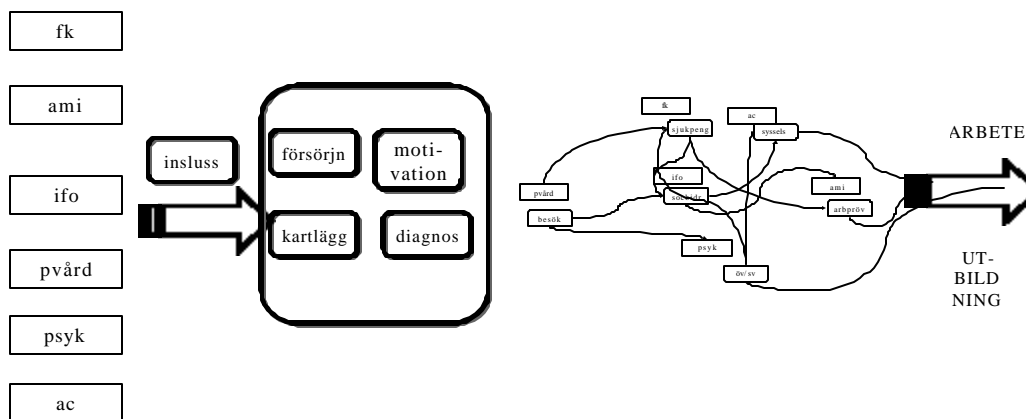 fk
ami
ifo
pvård
psyk
ac
insluss
försörjn
moti-
vation
kartlägg
diagnos
fk
sjukpeng
ac
syssels
ifo
pvård
besök
ami
arbpröv
psyk
öv/sv
ARBETE
UT-
BILD
NING